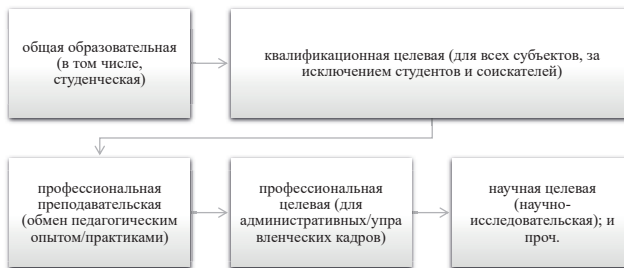 общая образовательная
(в том числе,
студенческая)
квалификационная целевая (для всех субъектов, за
исключением студентов и соискателей)
профессиональная
преподавательская
(обмен педагогическим
опытом/практиками)
профессиональная
целевая (для
административных/упра
вленческих кадров)
научная целевая
(научно-
исследовательская); и
проч.